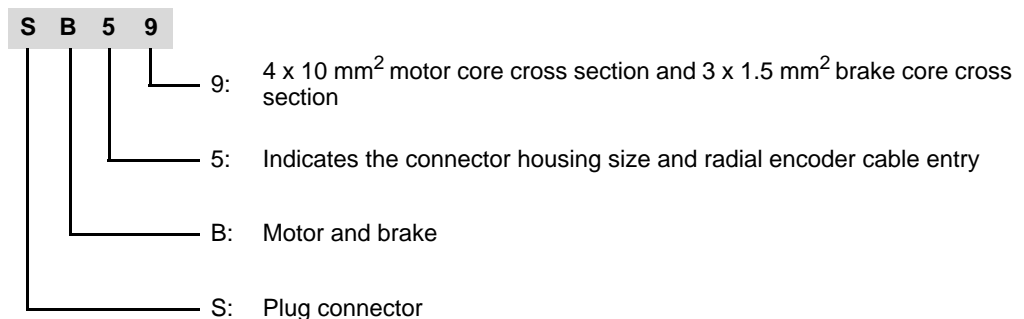 S B 5 9
9: 4 x 10 mm² motor core cross section and 3 x 1.5 mm² brake core cross
section
5: Indicates the connector housing size and radial encoder cable entry
B: Motor and brake
S: Plug connector